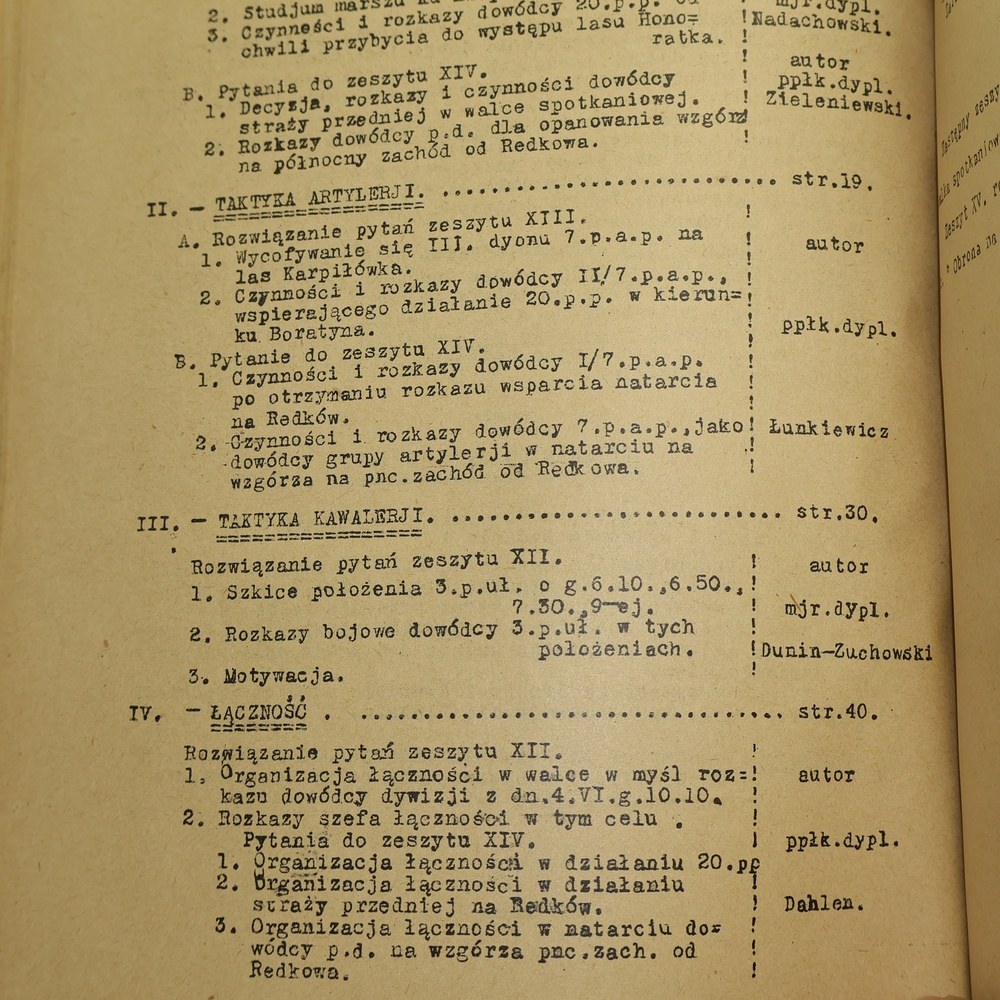 2. Studjum marszu na
3. Czynności i rozkazy dowódcy 20.p.p. od ! mjr.dypl.
chwili przybycia do występu lasu Hono= ! Nadachowski.
ratka. !
B. Pytania do zeszytu XIV. ! autor
1. Decyzja, rozkazy i czynności dowódcy ! ppłk.dypl.
straży przedniej w walce spotkaniowej. ! Zieleniewski.
2. Rozkazy dowódcy p.d. dla opanowania wzgórz !
na północny zachód od Redkowa. !
II. - TAKTYKA ARTYLERJI. .............................. str.19.
A. Rozwiązanie pytań zeszytu XIII. !
1. Wycofywanie się III. dyonu 7.p.a.p. na ! autor
las Karpiłówka. !
2. Czynności i rozkazy dowódcy II/7.p.a.p., !
wspierającego działanie 20.p.p. w kierun= !
ku Boratyna. ! ppłk.dypl.
B. Pytanie do zeszytu XIV. !
1. Czynności i rozkazy dowódcy I/7.p.a.p. !
po otrzymaniu rozkazu wsparcia natarcia !
na Redków. !
2. Czynności i rozkazy dowódcy 7.p.a.p.,jako ! Łunkiewicz
dowódcy grupy artylerji w natarciu na !
wzgórza na pnc.zachód od Redkowa. !
III. - TAKTYKA KAWALERJI. ............................. str.30.
Rozwiązanie pytań zeszytu XII. ! autor
1. Szkice położenia 3.p.uł. o g.6.10.,6.50., !
7.30.,9-ej. ! mjr.dypl.
2. Rozkazy bojowe dowódcy 3.p.uł. w tych !
położeniach. ! Dunin-Żuchowski
3. Motywacja. !
IV. - ŁĄCZNOŚĆ . .................................... str.40.
Rozwiązanie pytań zeszytu XII. !
1. Organizacja łączności w walce w myśl roz= ! autor
kazu dowódcy dywizji z dn.4.VI.g.10.10. !
2. Rozkazy szefa łączności w tym celu . !
Pytania do zeszytu XIV. ! ppłk.dypl.
1. Organizacja łączności w działaniu 20.pp !
2. Organizacja łączności w działaniu !
straży przedniej na Redków. ! Dahlen.
3. Organizacja łączności w natarciu do= !
wódcy p.d. na wzgórza pnc.zach. od !
Redkowa. !
Zeszyt XV.
Obrona na